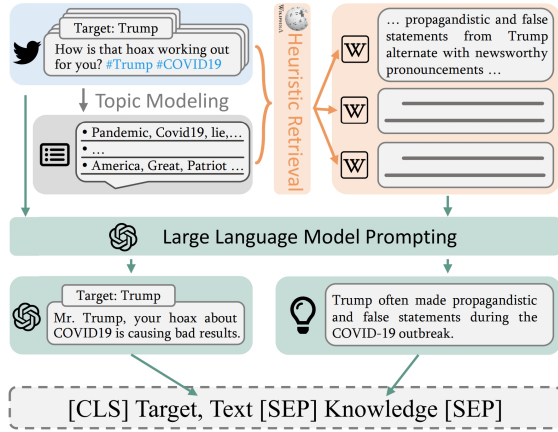 Target: Trump
How is that hoax working out
for you? #Trump #COVID19
Topic Modeling
• Pandemic, Covid19, lie,...
• ...
• America, Great, Patriot ...
WIKIPEDIA
Heuristic Retrieval
W
... propagandistic and false
statements from Trump
alternate with newsworthy
pronouncements ...
W
W
Large Language Model Prompting
Target: Trump
Mr. Trump, your hoax about
COVID19 is causing bad results.
Trump often made propagandistic
and false statements during the
COVID-19 outbreak.
[CLS] Target, Text [SEP] Knowledge [SEP]